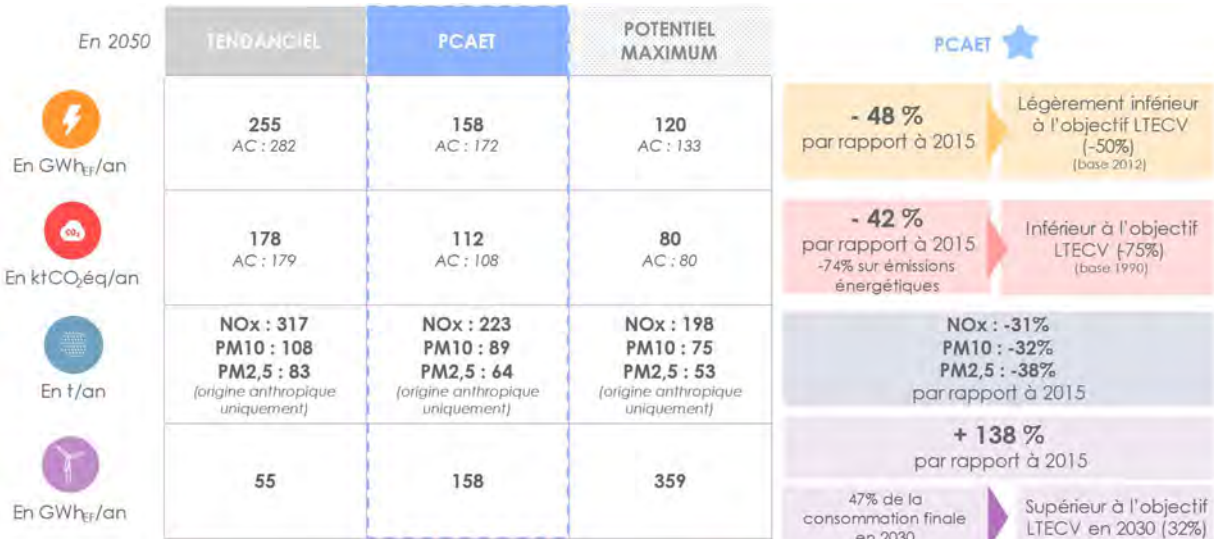 En 2050
TENDANCIEL
PCAET
POTENTIEL
MAXIMUM
PCAET
En GWhEF/an
255
AC : 282
158
AC : 172
120
AC : 133
- 48 %
par rapport à 2015
Légèrement inférieur
à l'objectif LTECV
(-50%)
(base 2012)
CO₂
En ktCO₂éq/an
178
AC : 179
112
AC : 108
80
AC : 80
- 42 %
par rapport à 2015
-74% sur émissions
énergétiques
Inférieur à l'objectif
LTECV (-75%)
(base 1990)
En t/an
NOx : 317
PM10 : 108
PM2,5 : 83
(origine anthropique
uniquement)
NOx : 223
PM10 : 89
PM2,5 : 64
(origine anthropique
uniquement)
NOx : 198
PM10 : 75
PM2,5 : 53
(origine anthropique
uniquement)
NOx : -31%
PM10 : -32%
PM2,5 : -38%
par rapport à 2015
En GWhEF/an
55
158
359
+ 138 %
par rapport à 2015
47% de la
consommation finale
en 2030
Supérieur à l'objectif
LTECV en 2030 (32%)